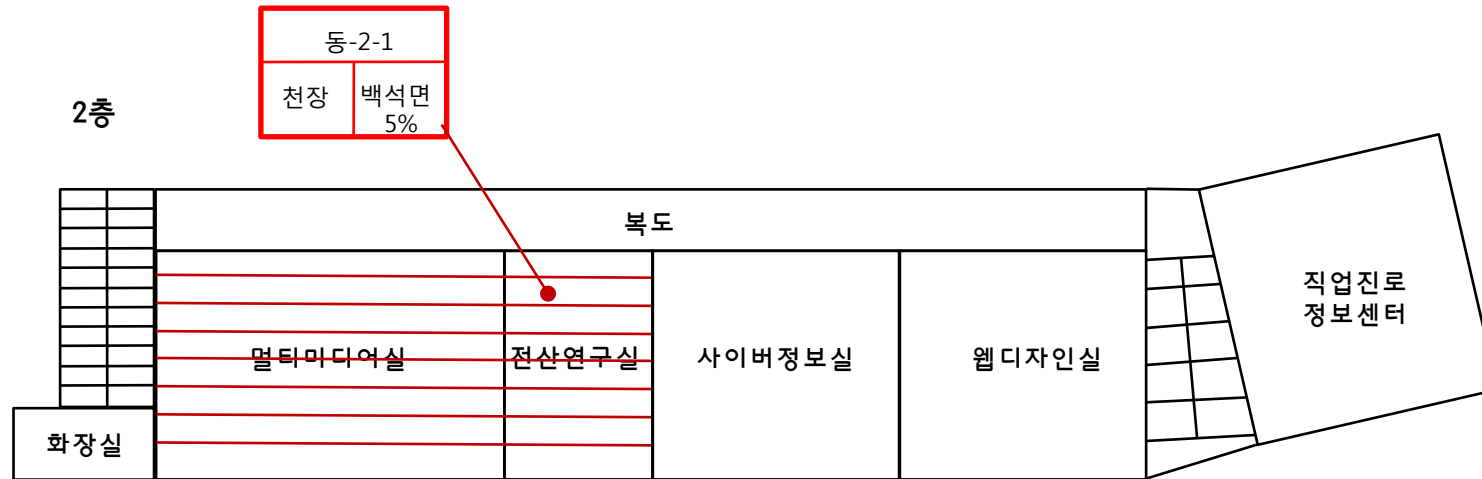 동-2-1
천장
백석면
5%
2층
복도
멀티미디어실
전산연구실
사이버정보실
웹디자인실
직업진로
정보센터
화장실